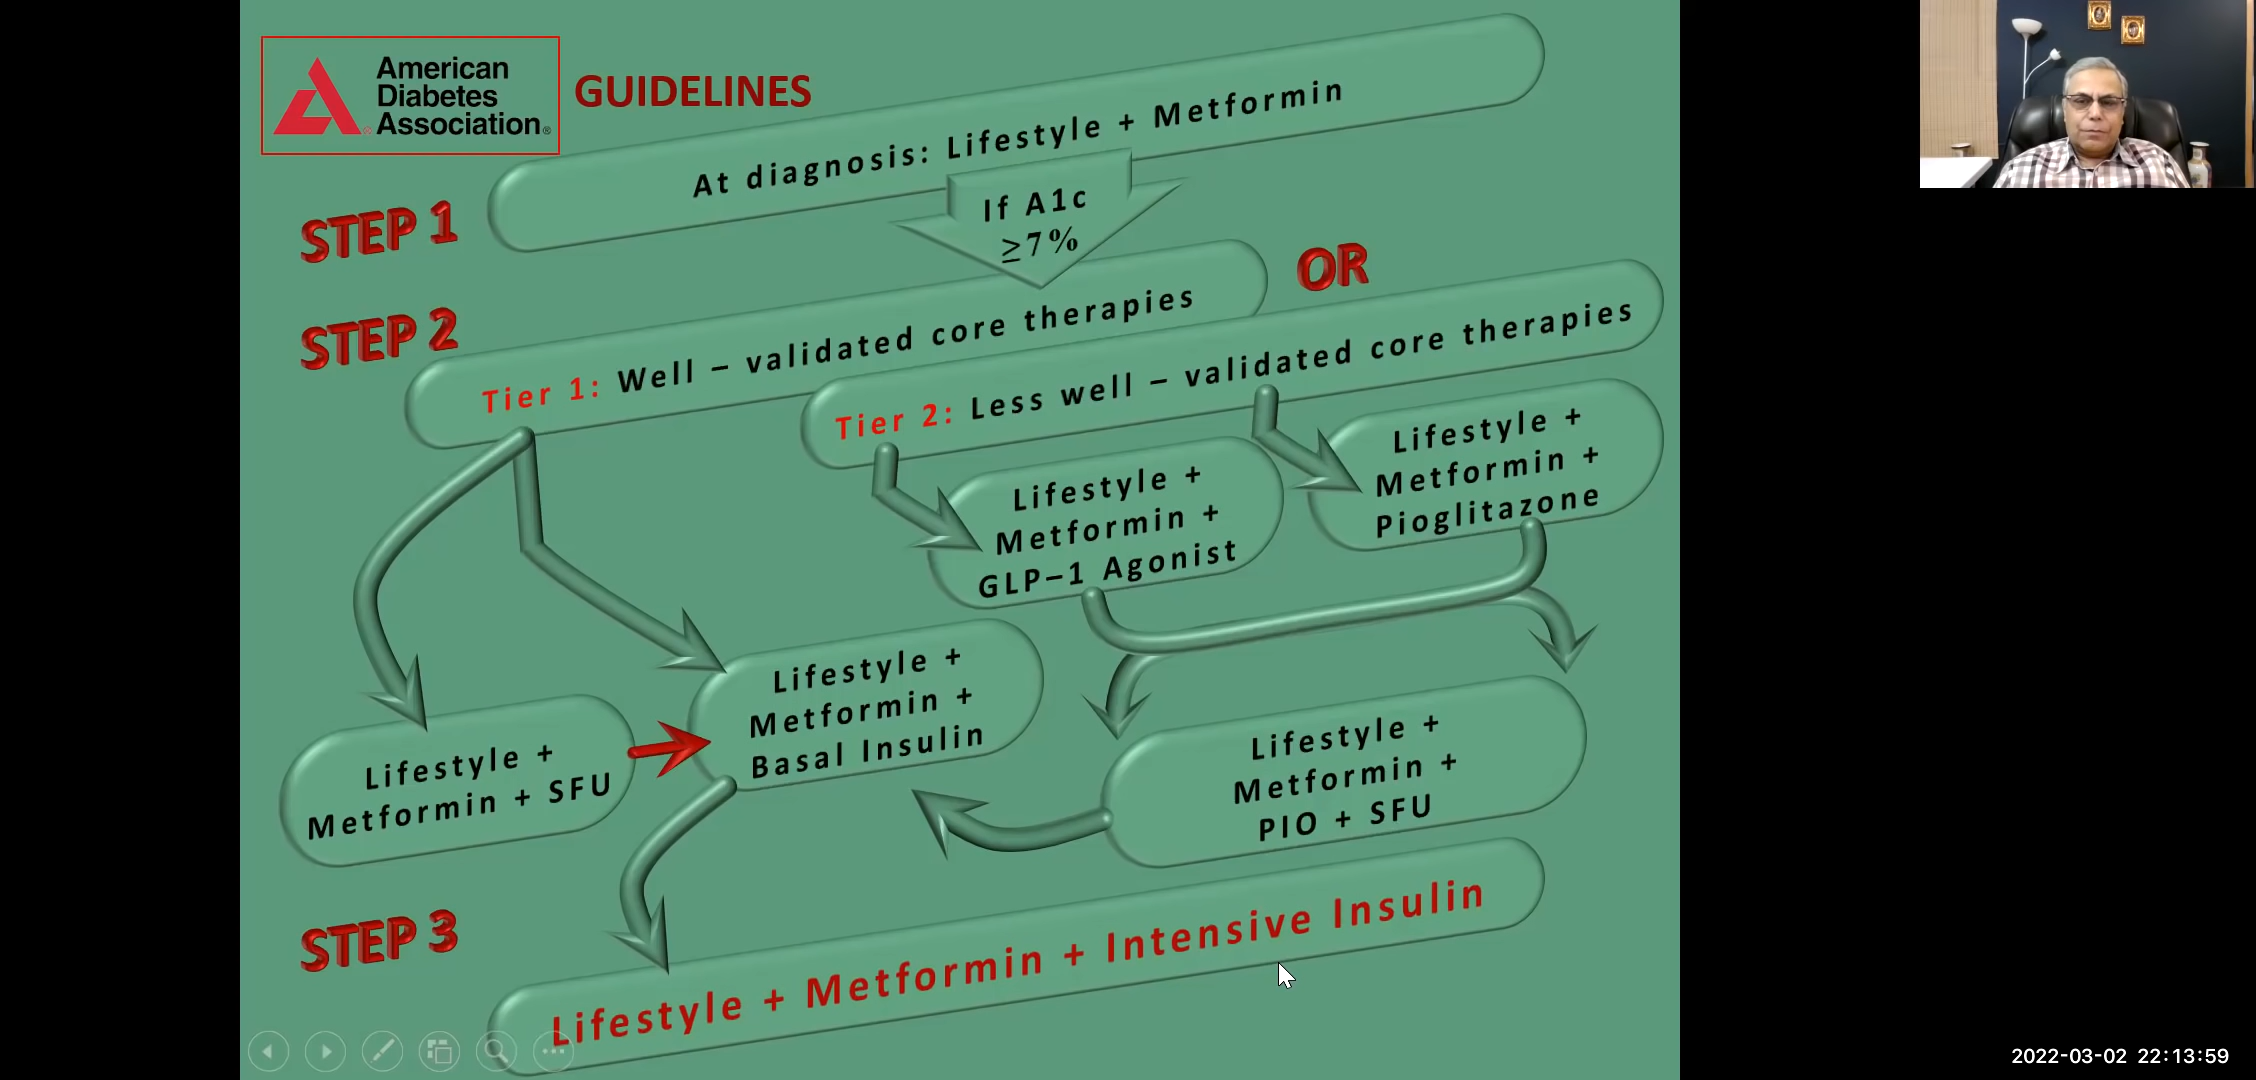 American
Diabetes
Association®
GUIDELINES
At diagnosis: Lifestyle + Metformin
STEP 1
If A1c
≥7%
OR
STEP 2
Tier 1: Well – validated core therapies
Tier 2: Less well – validated core therapies
Lifestyle +
Metformin +
GLP–1 Agonist
Lifestyle +
Metformin +
Pioglitazone
Lifestyle +
Metformin + SFU
Lifestyle +
Metformin +
Basal Insulin
Lifestyle +
Metformin +
PIO + SFU
STEP 3
Lifestyle + Metformin + Intensive Insulin
2022-03-02 22:13:59